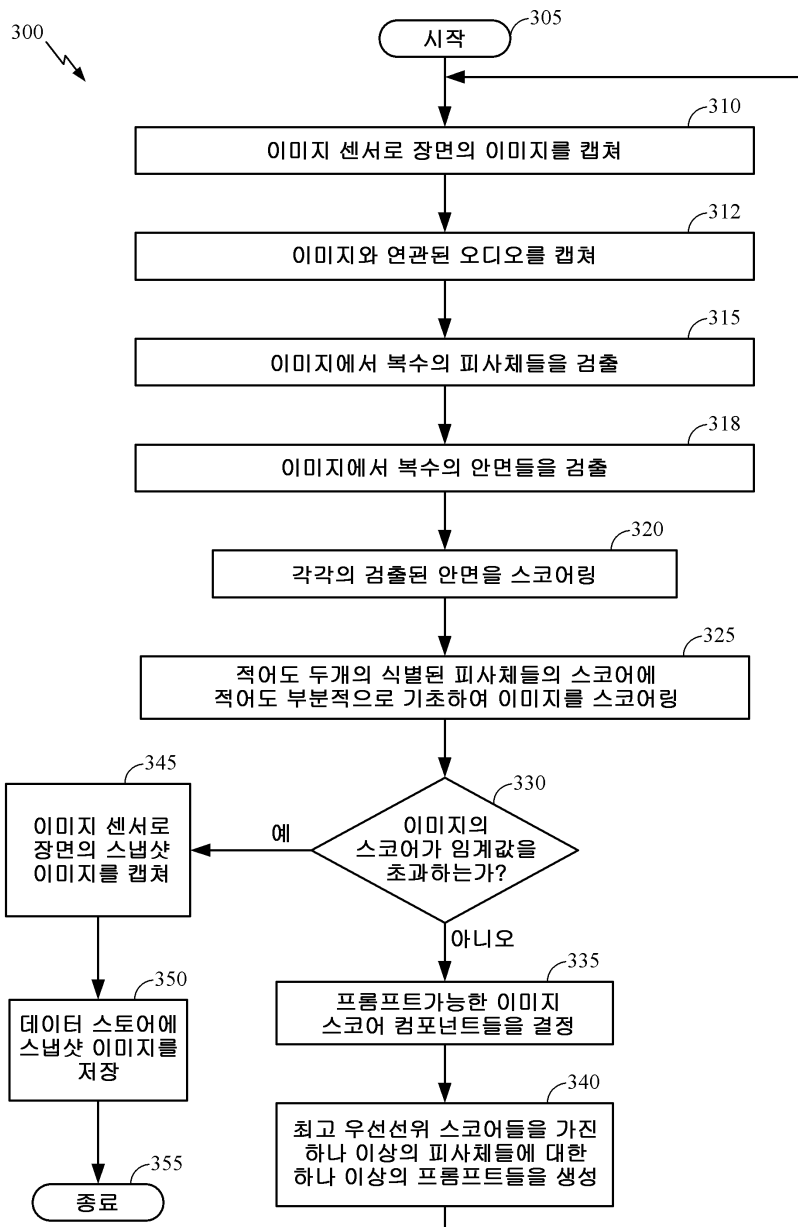 300
시작
305
310
이미지 센서로 장면의 이미지를 캡쳐
312
이미지와 연관된 오디오를 캡쳐
315
이미지에서 복수의 피사체들을 검출
318
이미지에서 복수의 안면들을 검출
320
각각의 검출된 안면을 스코어링
325
적어도 두개의 식별된 피사체들의 스코어에
적어도 부분적으로 기초하여 이미지를 스코어링
330
이미지의
스코어가 임계값을
초과하는가?
예
아니오
345
이미지 센서로
장면의 스냅샷
이미지를 캡쳐
350
데이터 스토어에
스냅샷 이미지를
저장
355
종료
335
프롬프트가능한 이미지
스코어 컴포넌트들을 결정
340
최고 우선선위 스코어들을 가진
하나 이상의 피사체들에 대한
하나 이상의 프롬프트들을 생성